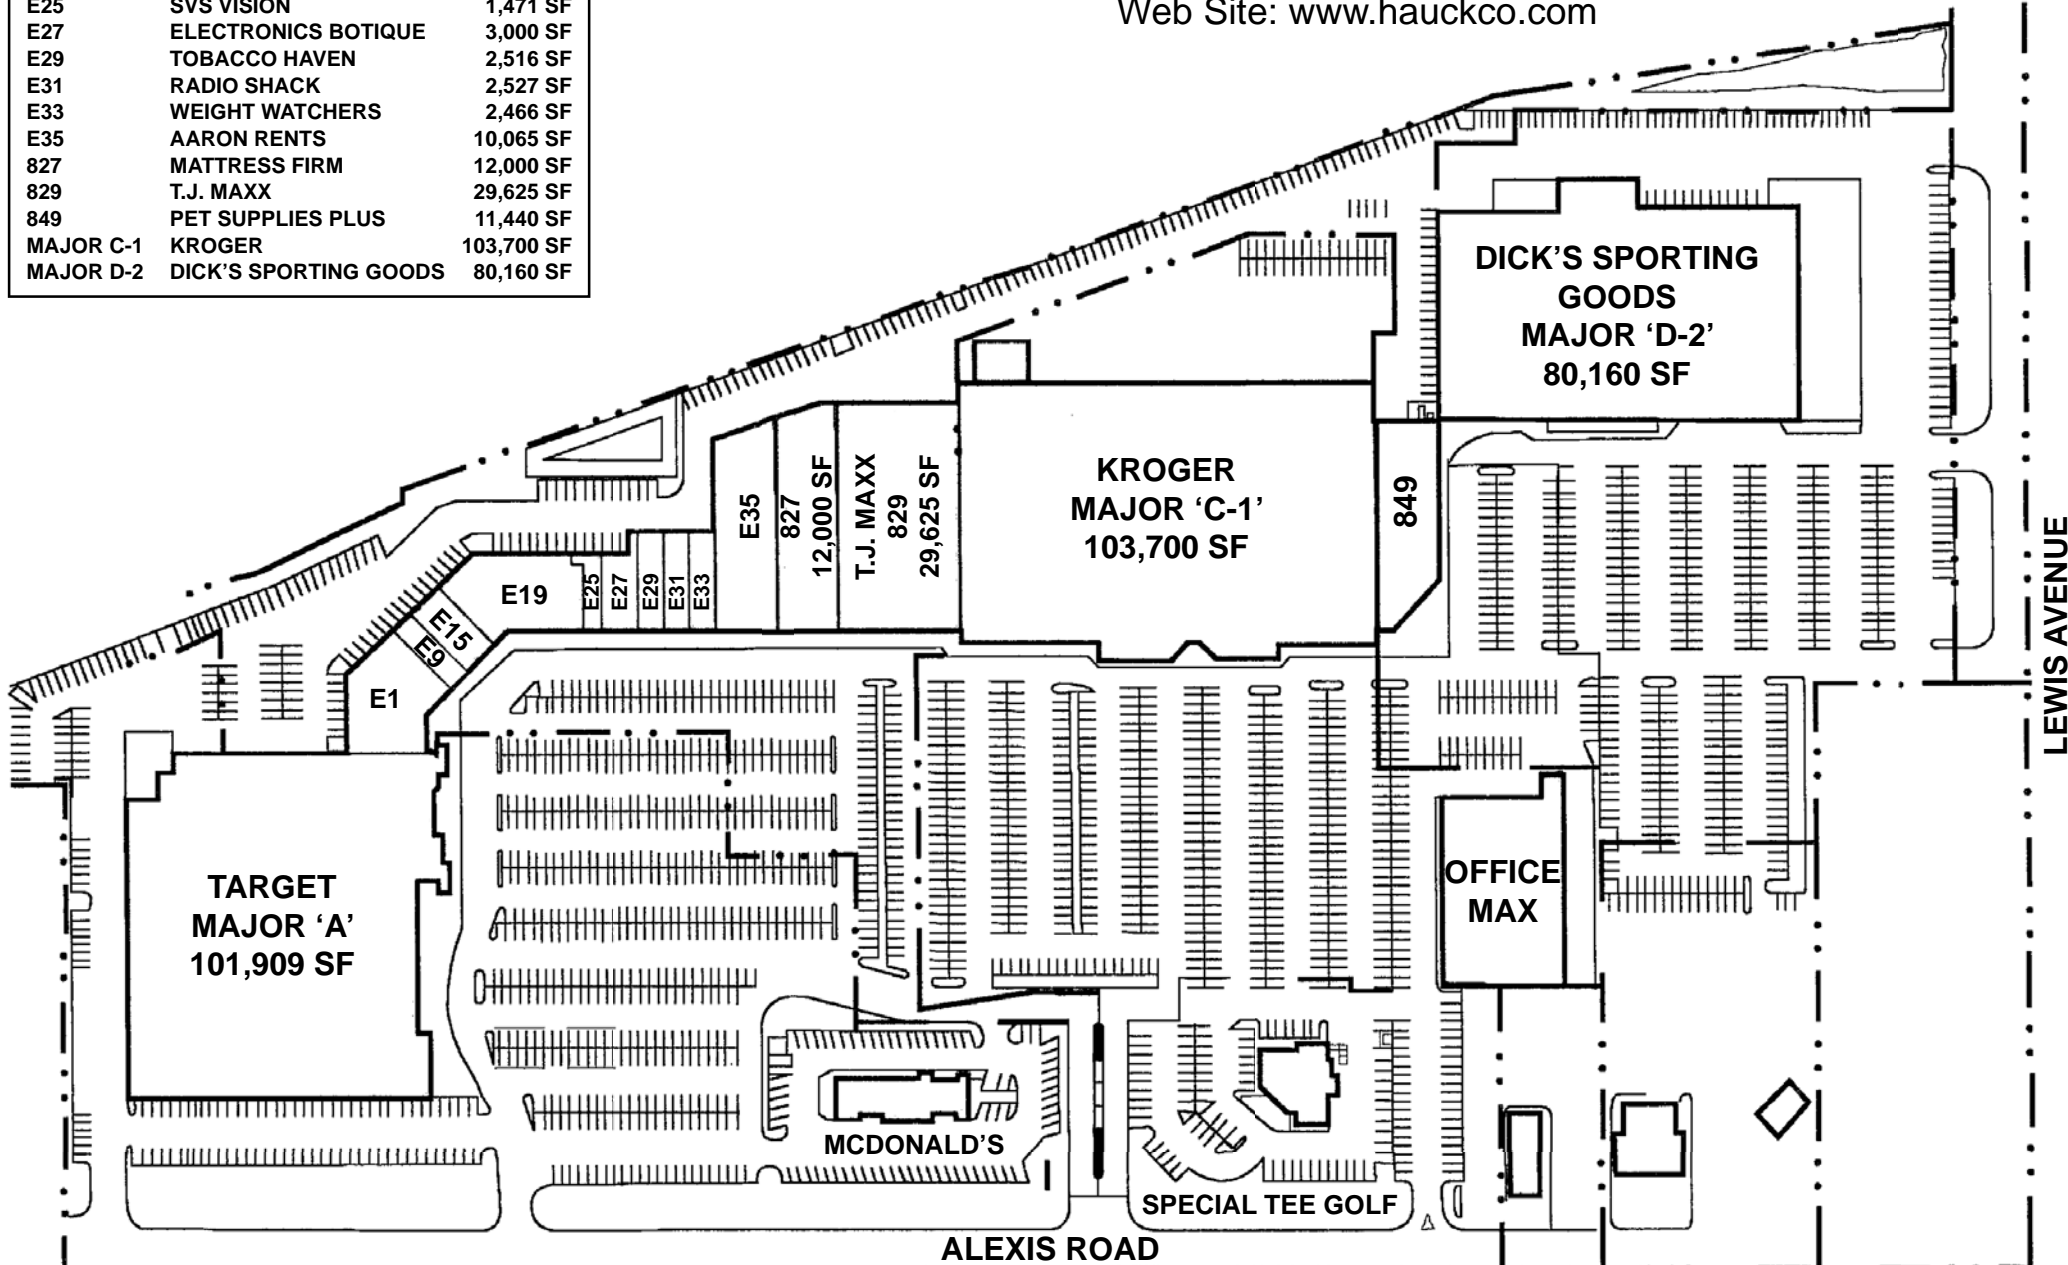 E25 SVS VISION 1,471 SF
E27 ELECTRONICS BOTIQUE 3,000 SF
E29 TOBACCO HAVEN 2,516 SF
E31 RADIO SHACK 2,527 SF
E33 WEIGHT WATCHERS 2,466 SF
E35 AARON RENTS 10,065 SF
827 MATTRESS FIRM 12,000 SF
829 T.J. MAXX 29,625 SF
849 PET SUPPLIES PLUS 11,440 SF
MAJOR C-1 KROGER 103,700 SF
MAJOR D-2 DICK'S SPORTING GOODS 80,160 SF
Web Site: www.hauckco.com
DICK'S SPORTING
GOODS
MAJOR ‘D-2’
80,160 SF
KROGER
MAJOR ‘C-1’
103,700 SF
849
T.J. MAXX
829
29,625 SF
827
12,000 SF
E35
E33
E31
E29
E27
E25
E19
E15
E9
E1
TARGET
MAJOR ‘A’
101,909 SF
OFFICE
MAX
MCDONALD'S
SPECIAL TEE GOLF
ALEXIS ROAD
LEWIS AVENUE